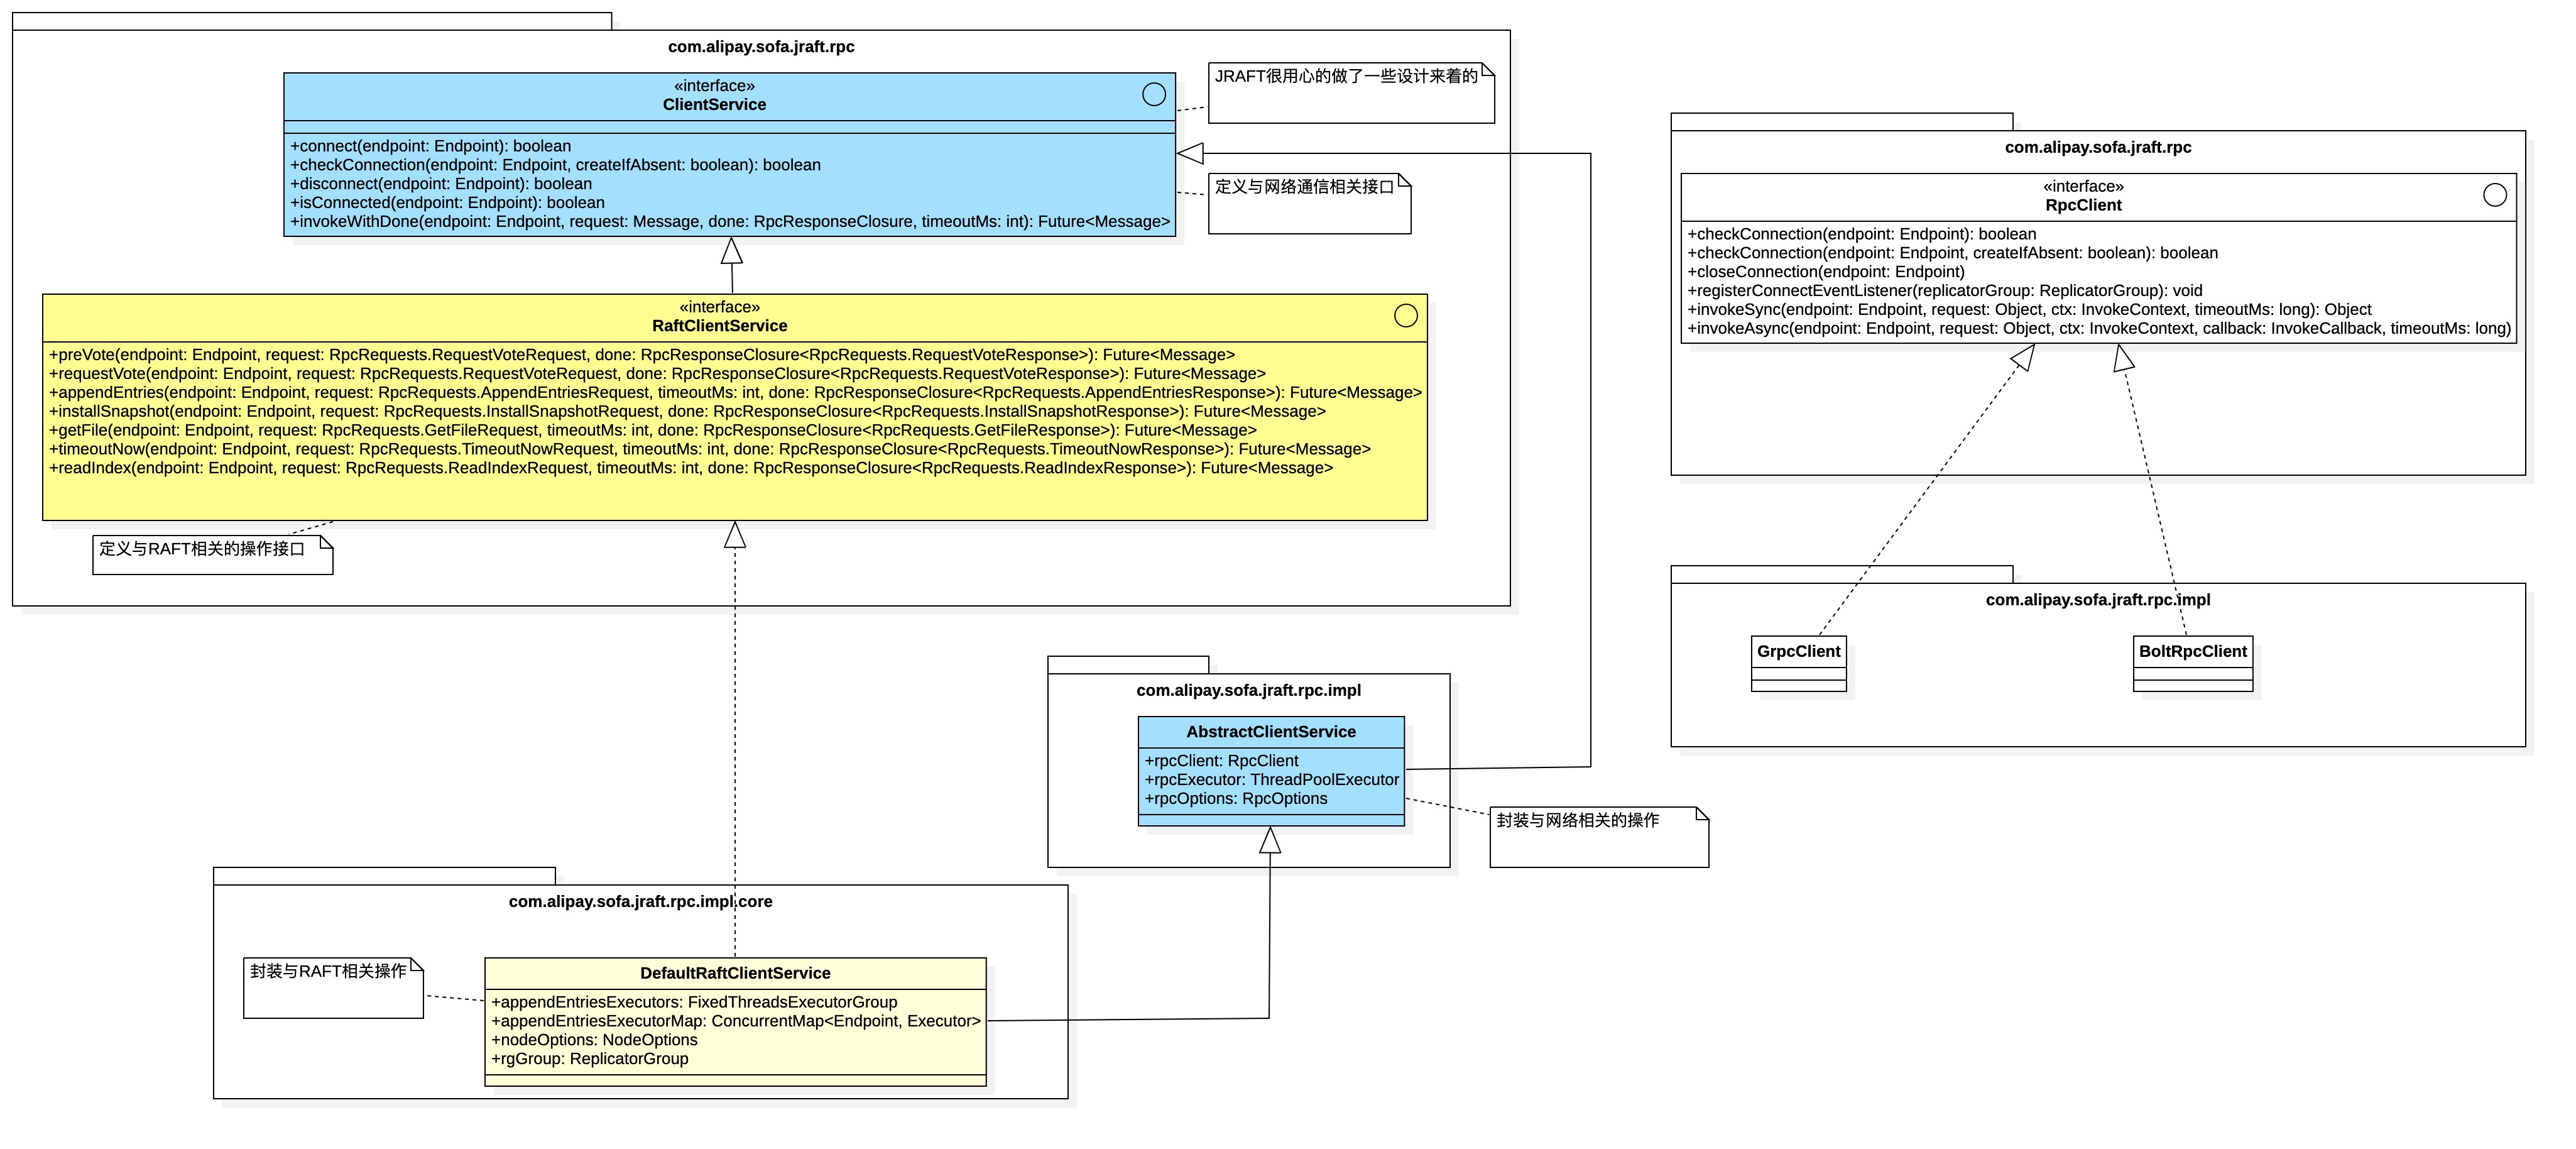 com.alipay.sofa.jraft.rpc
«interface»
ClientService
+connect(endpoint: Endpoint): boolean
+checkConnection(endpoint: Endpoint, createIfAbsent: boolean): boolean
+disconnect(endpoint: Endpoint): boolean
+isConnected(endpoint: Endpoint): boolean
+invokeWithDone(endpoint: Endpoint, request: Message, done: RpcResponseClosure, timeoutMs: int): Future<Message>
JRAFT很用心的做了一些设计来着的
定义与网络通信相关接口
«interface»
RaftClientService
+preVote(endpoint: Endpoint, request: RpcRequests.RequestVoteRequest, done: RpcResponseClosure<RpcRequests.RequestVoteResponse>): Future<Message>
+requestVote(endpoint: Endpoint, request: RpcRequests.RequestVoteRequest, done: RpcResponseClosure<RpcRequests.RequestVoteResponse>): Future<Message>
+appendEntries(endpoint: Endpoint, request: RpcRequests.AppendEntriesRequest, timeoutMs: int, done: RpcResponseClosure<RpcRequests.AppendEntriesResponse>): Future<Message>
+installSnapshot(endpoint: Endpoint, request: RpcRequests.InstallSnapshotRequest, done: RpcResponseClosure<RpcRequests.InstallSnapshotResponse>): Future<Message>
+getFile(endpoint: Endpoint, request: RpcRequests.GetFileRequest, timeoutMs: int, done: RpcResponseClosure<RpcRequests.GetFileResponse>): Future<Message>
+timeoutNow(endpoint: Endpoint, request: RpcRequests.TimeoutNowRequest, timeoutMs: int, done: RpcResponseClosure<RpcRequests.TimeoutNowResponse>): Future<Message>
+readIndex(endpoint: Endpoint, request: RpcRequests.ReadIndexRequest, timeoutMs: int, done: RpcResponseClosure<RpcRequests.ReadIndexResponse>): Future<Message>
定义与RAFT相关的操作接口
com.alipay.sofa.jraft.rpc
«interface»
RpcClient
+checkConnection(endpoint: Endpoint): boolean
+checkConnection(endpoint: Endpoint, createIfAbsent: boolean): boolean
+closeConnection(endpoint: Endpoint)
+registerConnectEventListener(replicatorGroup: ReplicatorGroup): void
+invokeSync(endpoint: Endpoint, request: Object, ctx: InvokeContext, timeoutMs: long): Object
+invokeAsync(endpoint: Endpoint, request: Object, ctx: InvokeContext, callback: InvokeCallback, timeoutMs: long)
com.alipay.sofa.jraft.rpc.impl
GrpcClient
BoltRpcClient
com.alipay.sofa.jraft.rpc.impl
AbstractClientService
+rpcClient: RpcClient
+rpcExecutor: ThreadPoolExecutor
+rpcOptions: RpcOptions
封装与网络相关的操作
com.alipay.sofa.jraft.rpc.impl.core
封装与RAFT相关操作
DefaultRaftClientService
+appendEntriesExecutors: FixedThreadsExecutorGroup
+appendEntriesExecutorMap: ConcurrentMap<Endpoint, Executor>
+nodeOptions: NodeOptions
+rgGroup: ReplicatorGroup